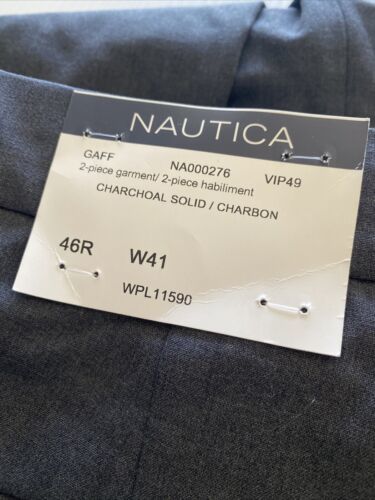 NAUTICA
GAFF NA000276 VIP49
2-piece garment/ 2-piece habiliment
CHARCHOAL SOLID / CHARBON
46R W41
WPL11590